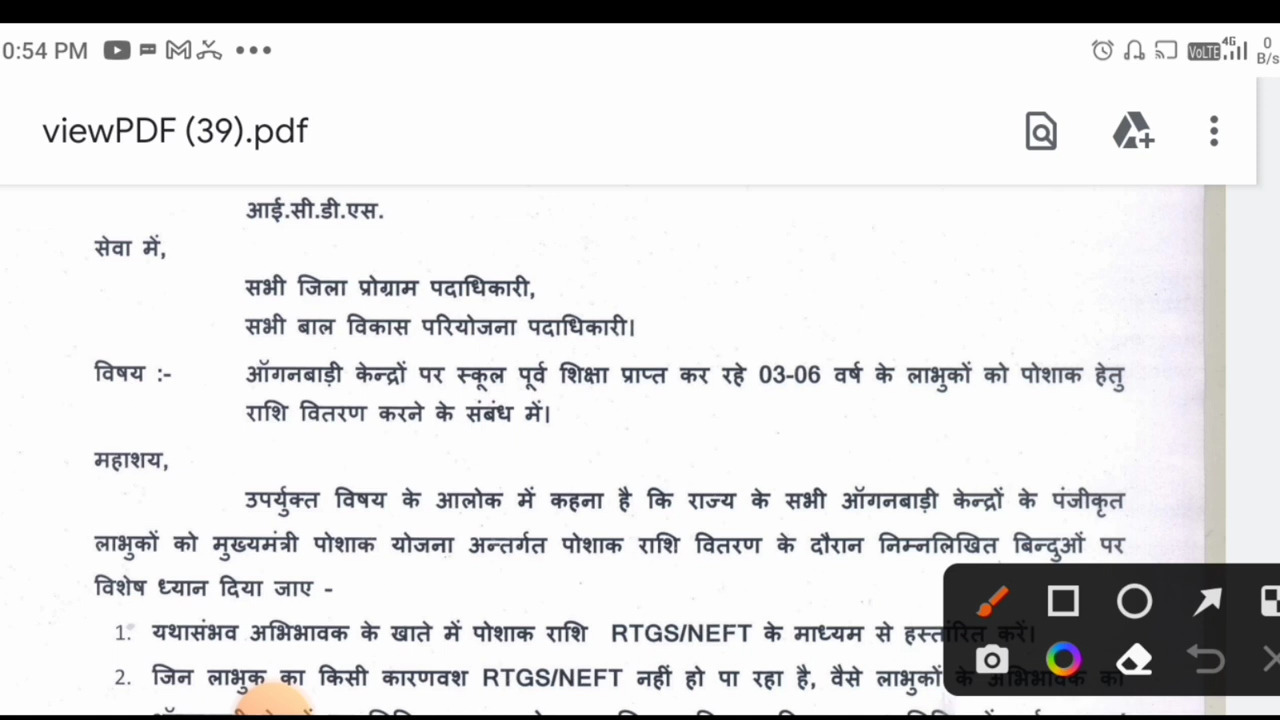 0:54 PM
4G
VoLTE
0
B/s
viewPDF (39).pdf
आई.सी.डी.एस.
सेवा में,
सभी जिला प्रोग्राम पदाधिकारी,
सभी बाल विकास परियोजना पदाधिकारी।
विषय :- ऑगनबाड़ी केन्द्रों पर स्कूल पूर्व शिक्षा प्राप्त कर रहे 03-06 वर्ष के लाभुकों को पोशाक हेतु
राशि वितरण करने के संबंध में।
महाशय,
उपर्युक्त विषय के आलोक में कहना है कि राज्य के सभी ऑगनबाड़ी केन्द्रों के पंजीकृत
लाभुकों को मुख्यमंत्री पोशाक योजना अन्तर्गत पोशाक राशि वितरण के दौरान निम्नलिखित बिन्दुओं पर
विशेष ध्यान दिया जाए -
1. यथासंभव अभिभावक के खाते में पोशाक राशि RTGS/NEFT के माध्यम से हस्तांरित करें।
2. जिन लाभुक का किसी कारणवश RTGS/NEFT नहीं हो पा रहा है, वैसे लाभुकों के अभिभावक को